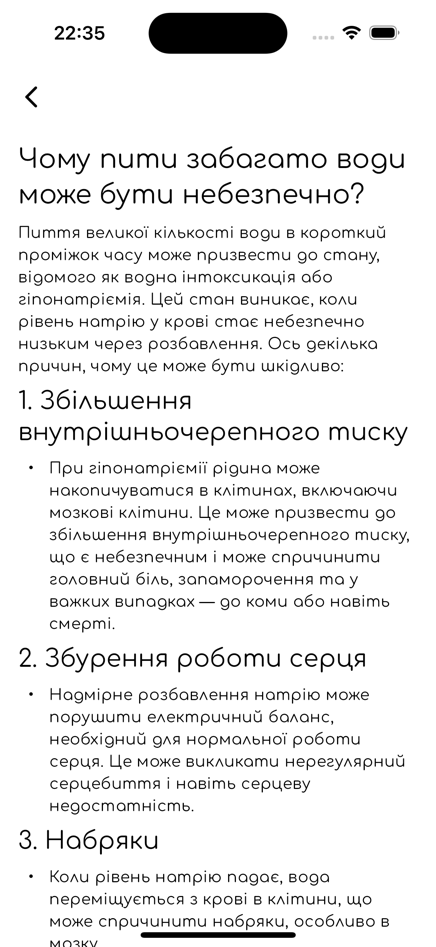 22:35
Чому пити забагато води
може бути небезпечно?
Пиття великої кількості води в короткий
проміжок часу може призвести до стану,
відомого як водна інтоксикація або
гіпонатріємія. Цей стан виникає, коли
рівень натрію у крові стає небезпечно
низьким через розбавлення. Ось декілька
причин, чому це може бути шкідливо:
1. Збільшення
внутрішньочерепного тиску
• При гіпонатріємії рідина може
накопичуватися в клітинах, включаючи
мозкові клітини. Це може призвести до
збільшення внутрішньочерепного тиску,
що є небезпечним і може спричинити
головний біль, запаморочення та у
важких випадках — до коми або навіть
смерті.
2. Збурення роботи серця
• Надмірне розбавлення натрію може
порушити електричний баланс,
необхідний для нормальної роботи
серця. Це може викликати нерегулярний
серцебиття і навіть серцеву
недостатність.
3. Набряки
• Коли рівень натрію падає, вода
переміщується з крові в клітини, що
може спричинити набряки, особливо в
мозку